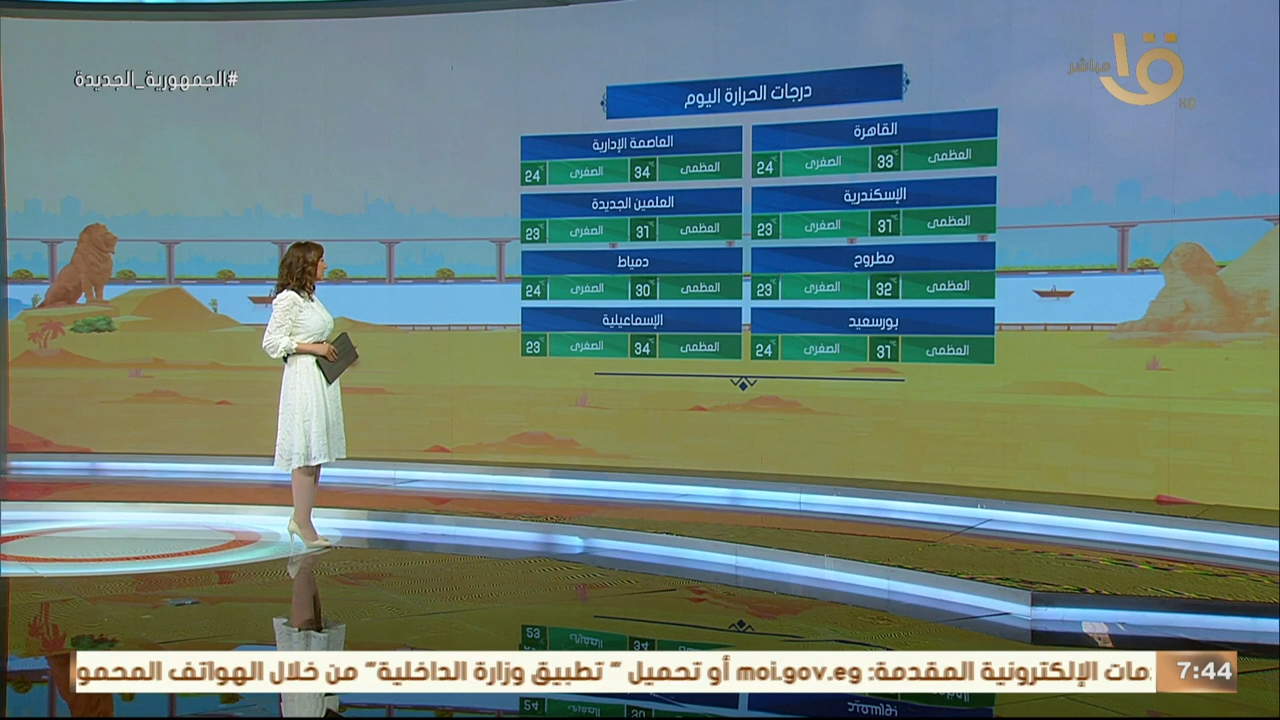 #الجمهورية_الجديدة
مباشر
HD
درجات الحرارة اليوم
القاهرة
العظمى 33 الصغرى 24
العاصمة الإدارية
العظمى 34 الصغرى 24
الإسكندرية
العظمى 31 الصغرى 23
العلمين الجديدة
العظمى 31 الصغرى 23
مطروح
العظمى 32 الصغرى 23
دمياط
العظمى 30 الصغرى 24
بورسعيد
العظمى 31 الصغرى 24
الإسماعيلية
العظمى 34 الصغرى 23
7:44
الإلكترونية المقدمة: moi.gov.eg أو تحميل " تطبيق وزارة الداخلية" من خلال الهواتف